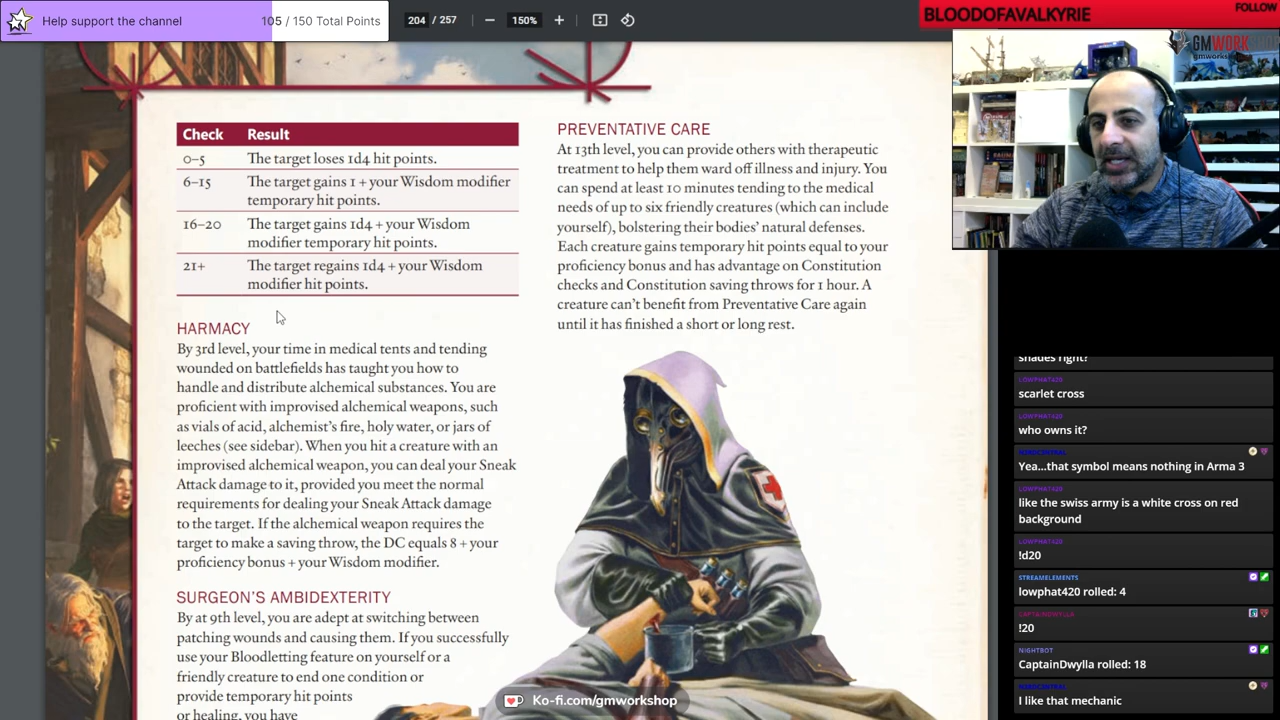 Help support the channel
105 / 150 Total Points
204 / 257
150%
BLOODOFAVALKYRIE
FOLLOW
GMWORKSHOP
Check Result
0–5 The target loses 1d4 hit points.
6–15 The target gains 1 + your Wisdom modifier
temporary hit points.
16–20 The target gains 1d4 + your Wisdom
modifier temporary hit points.
21+ The target regains 1d4 + your Wisdom
modifier hit points.
HARMACY
By 3rd level, your time in medical tents and tending
wounded on battlefields has taught you how to
handle and distribute alchemical substances. You are
proficient with improvised alchemical weapons, such
as vials of acid, alchemist's fire, holy water, or jars of
leeches (see sidebar). When you hit a creature with an
improvised alchemical weapon, you can deal your Sneak
Attack damage to it, provided you meet the normal
requirements for dealing your Sneak Attack damage
to the target. If the alchemical weapon requires the
target to make a saving throw, the DC equals 8 + your
proficiency bonus + your Wisdom modifier.
SURGEON'S AMBIDEXTERITY
By at 9th level, you are adept at switching between
patching wounds and causing them. If you successfully
use your Bloodletting feature on yourself or a
friendly creature to end one condition or
provide temporary hit points
or healing, you have
PREVENTATIVE CARE
At 13th level, you can provide others with therapeutic
treatment to help them ward off illness and injury. You
can spend at least 10 minutes tending to the medical
needs of up to six friendly creatures (which can include
yourself), bolstering their bodies' natural defenses.
Each creature gains temporary hit points equal to your
proficiency bonus and has advantage on Constitution
checks and Constitution saving throws for 1 hour. A
creature can't benefit from Preventative Care again
until it has finished a short or long rest.
Ko-fi.com/gmworkshop
shades right?
LOWPHAT420
scarlet cross
LOWPHAT420
who owns it?
Yea...that symbol means nothing in Arma 3
LOWPHAT420
like the swiss army is a white cross on red
background
LOWPHAT420
!d20
STREAMELEMENTS
lowphat420 rolled: 4
CAPTAINDWYLLA
!20
NIGHTBOT
CaptainDwylla rolled: 18
I like that mechanic